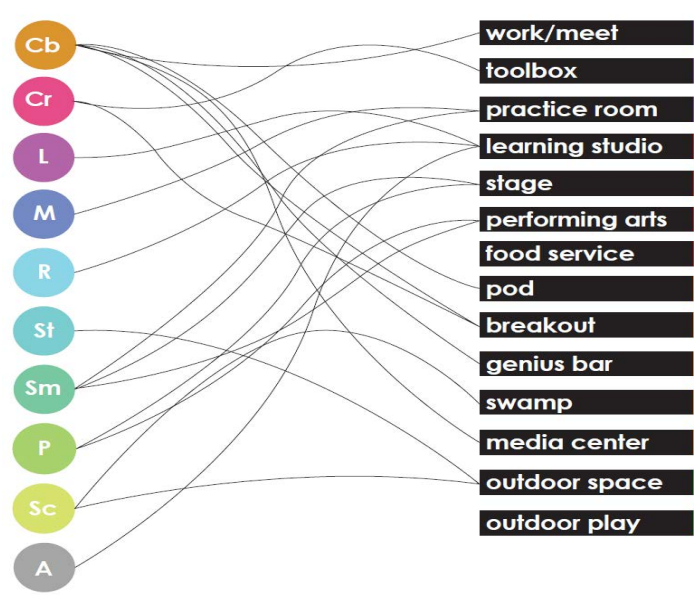 Cb
Cr
L
M
R
St
Sm
P
Sc
A
work/meet
toolbox
practice room
learning studio
stage
performing arts
food service
pod
breakout
genius bar
swamp
media center
outdoor space
outdoor play